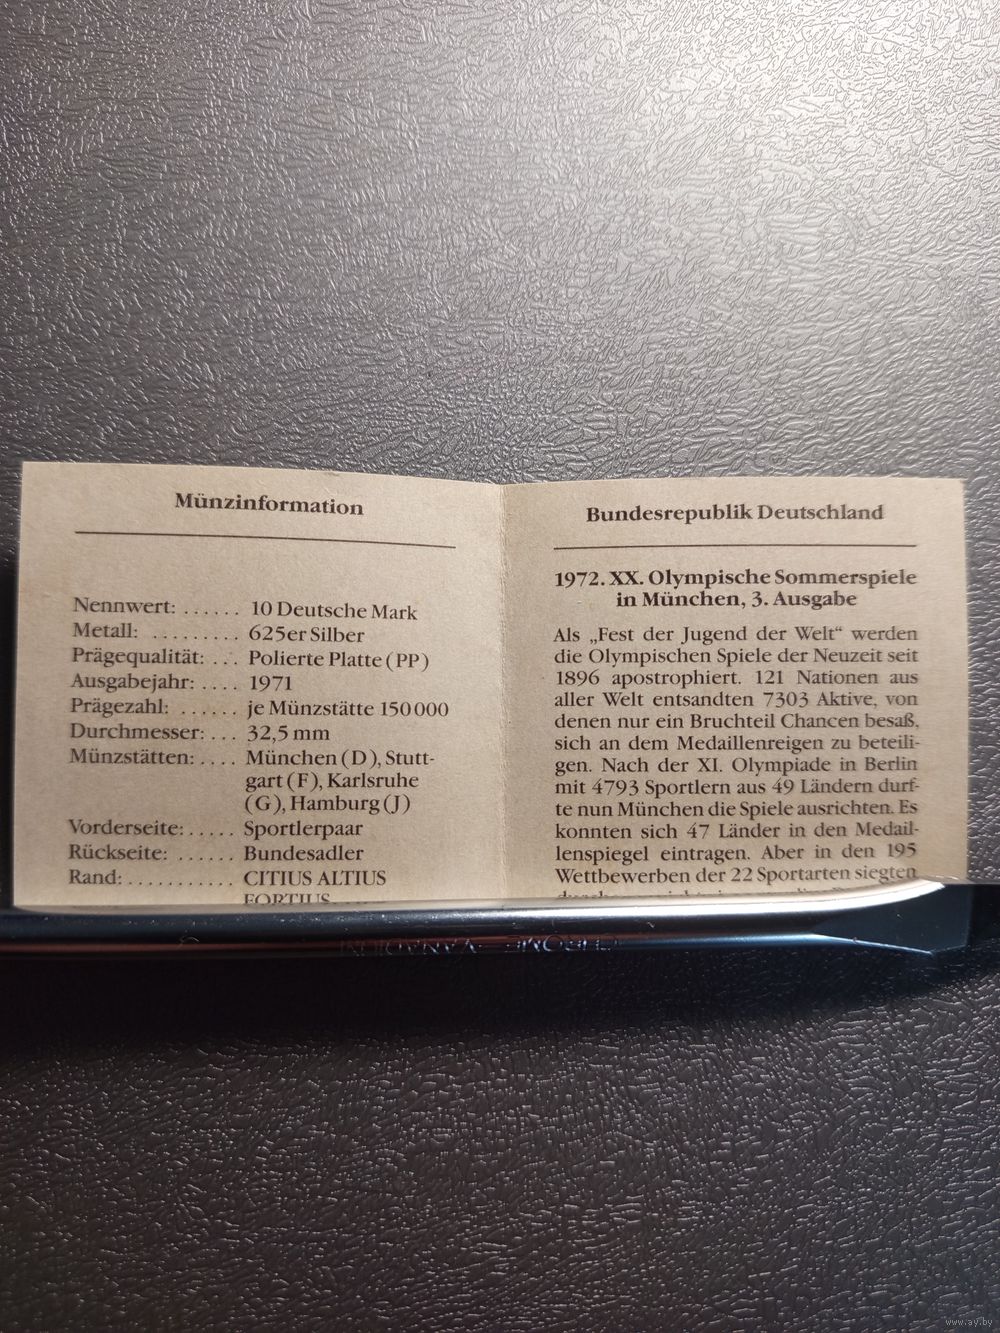 Münzinformation
Nennwert: ...... 10 Deutsche Mark
Metall: ......... 625er Silber
Prägequalität: ... Polierte Platte (PP)
Ausgabejahr: .... 1971
Prägezahl: ...... je Münzstätte 150 000
Durchmesser: ... 32,5 mm
Münzstätten: .... München (D), Stutt-
gart (F), Karlsruhe
(G), Hamburg (J)
Vorderseite: ..... Sportlerpaar
Rückseite: ...... Bundesadler
Rand: ........... CITIUS ALTIUS
FORTIUS
Bundesrepublik Deutschland
1972. XX. Olympische Sommerspiele
in München, 3. Ausgabe
Als „Fest der Jugend der Welt“ werden
die Olympischen Spiele der Neuzeit seit
1896 apostrophiert. 121 Nationen aus
aller Welt entsandten 7303 Aktive, von
denen nur ein Bruchteil Chancen besaß,
sich an dem Medaillenreigen zu beteili-
gen. Nach der XI. Olympiade in Berlin
mit 4793 Sportlern aus 49 Ländern durf-
te nun München die Spiele ausrichten. Es
konnten sich 47 Länder in den Medail-
lenspiegel eintragen. Aber in den 195
Wettbewerben der 22 Sportarten siegten
www.ay.by